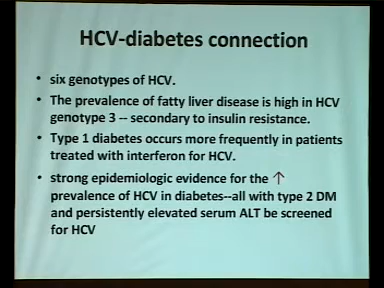 HCV-diabetes connection
• six genotypes of HCV.
• The prevalence of fatty liver disease is high in HCV
genotype 3 -- secondary to insulin resistance.
• Type 1 diabetes occurs more frequently in patients
treated with interferon for HCV.
• strong epidemiologic evidence for the ↑
prevalence of HCV in diabetes--all with type 2 DM
and persistently elevated serum ALT be screened
for HCV